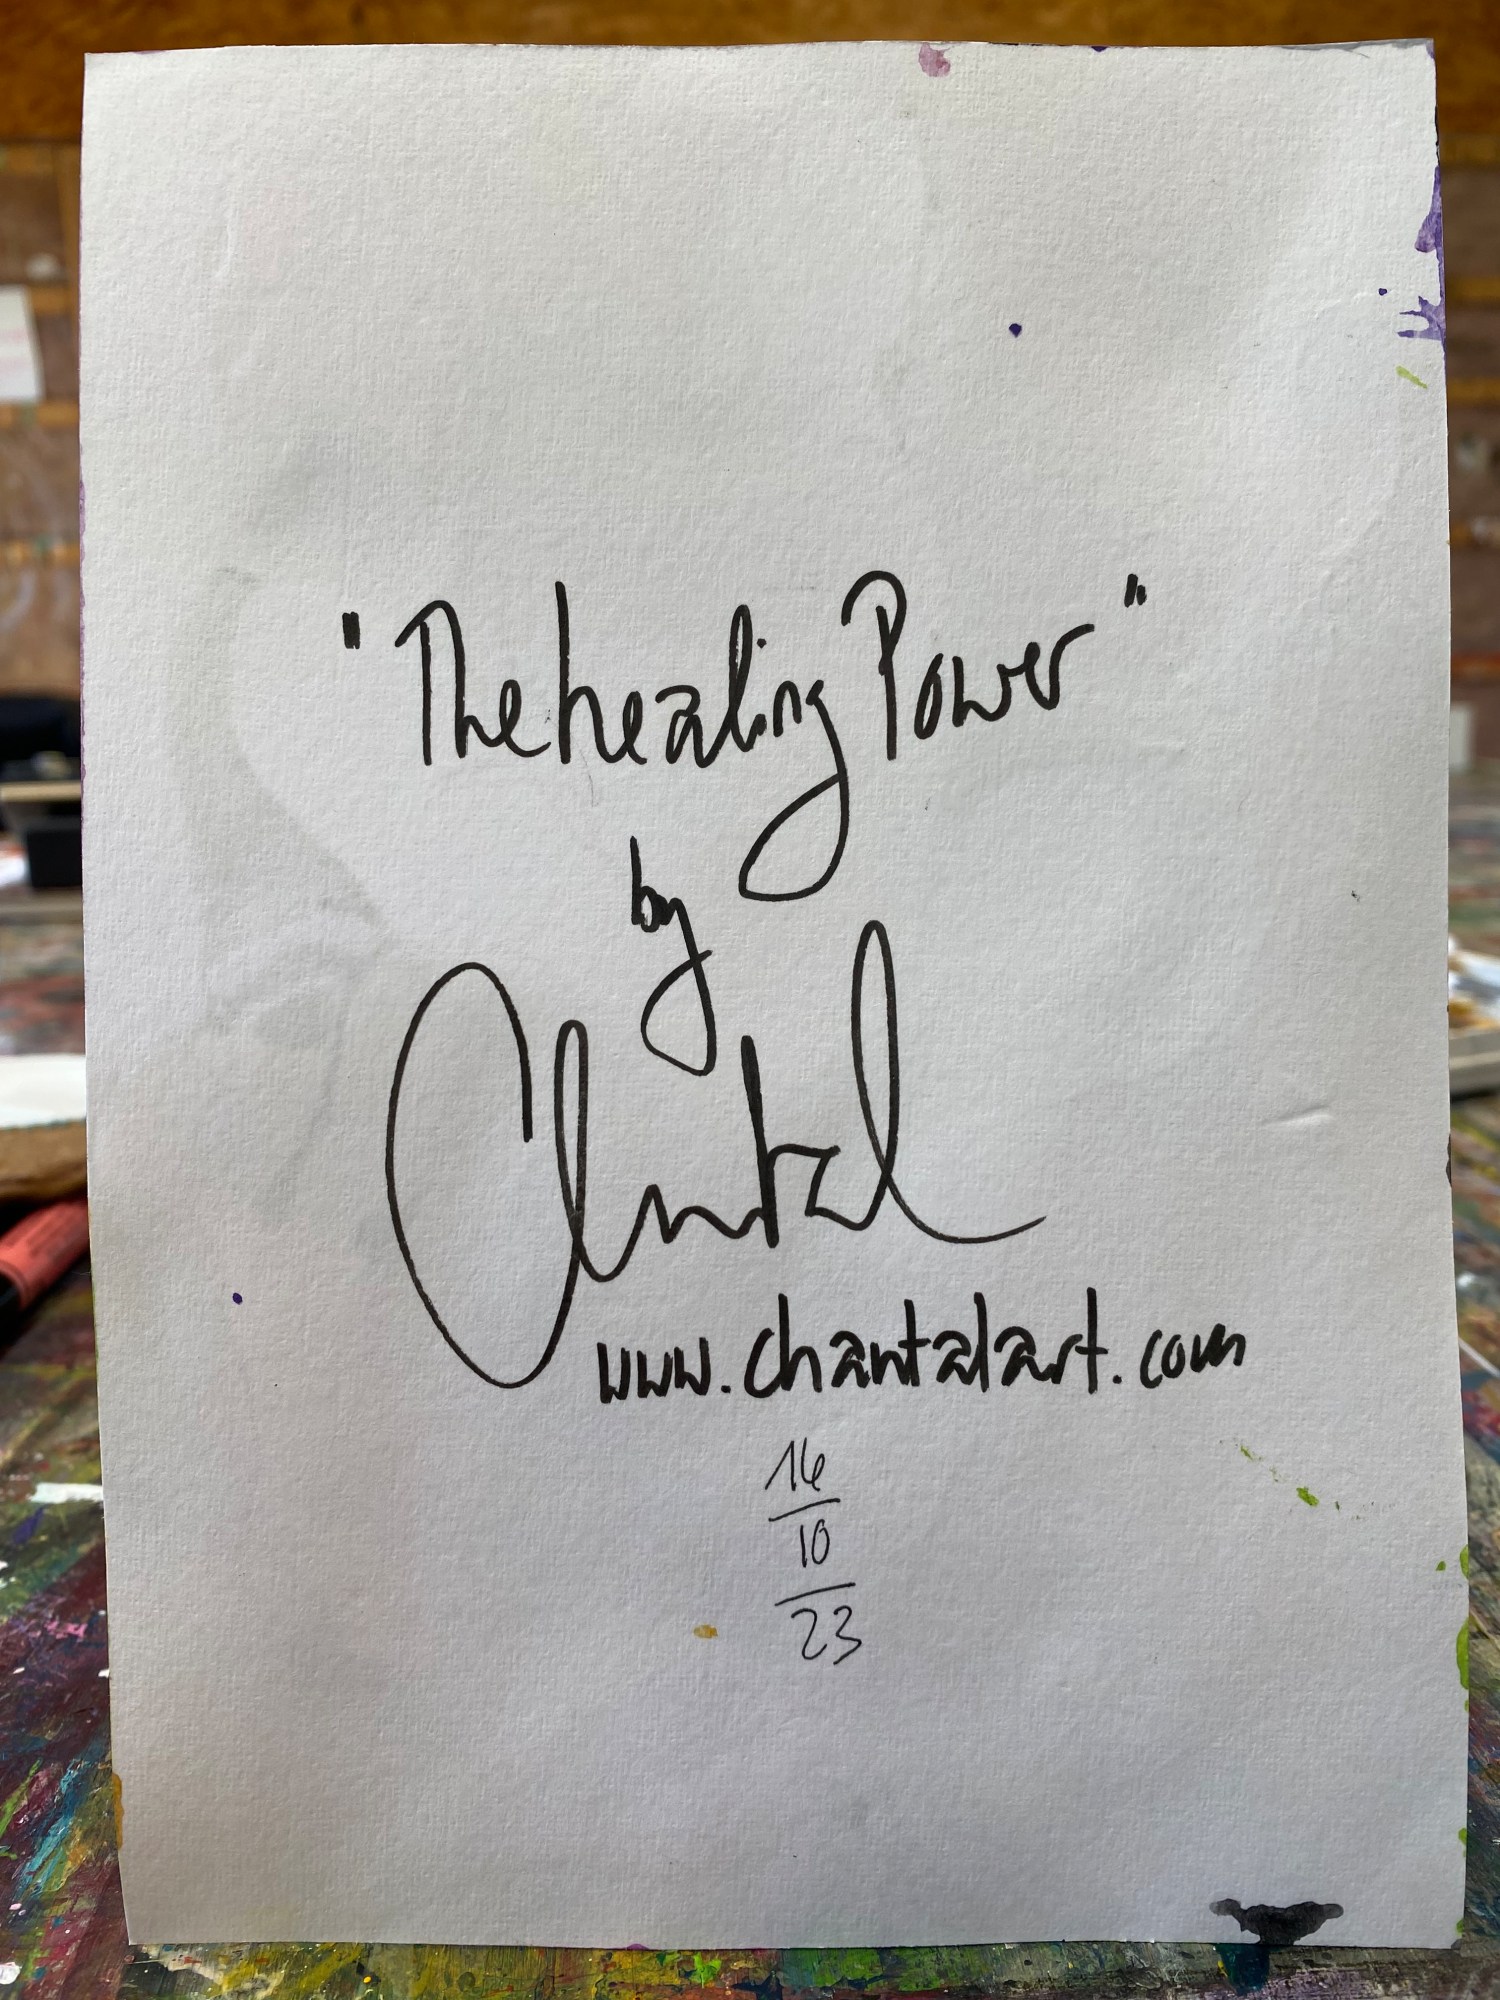 "The healing Power"
by
Chantal
www.chantalart.com
16
10
23